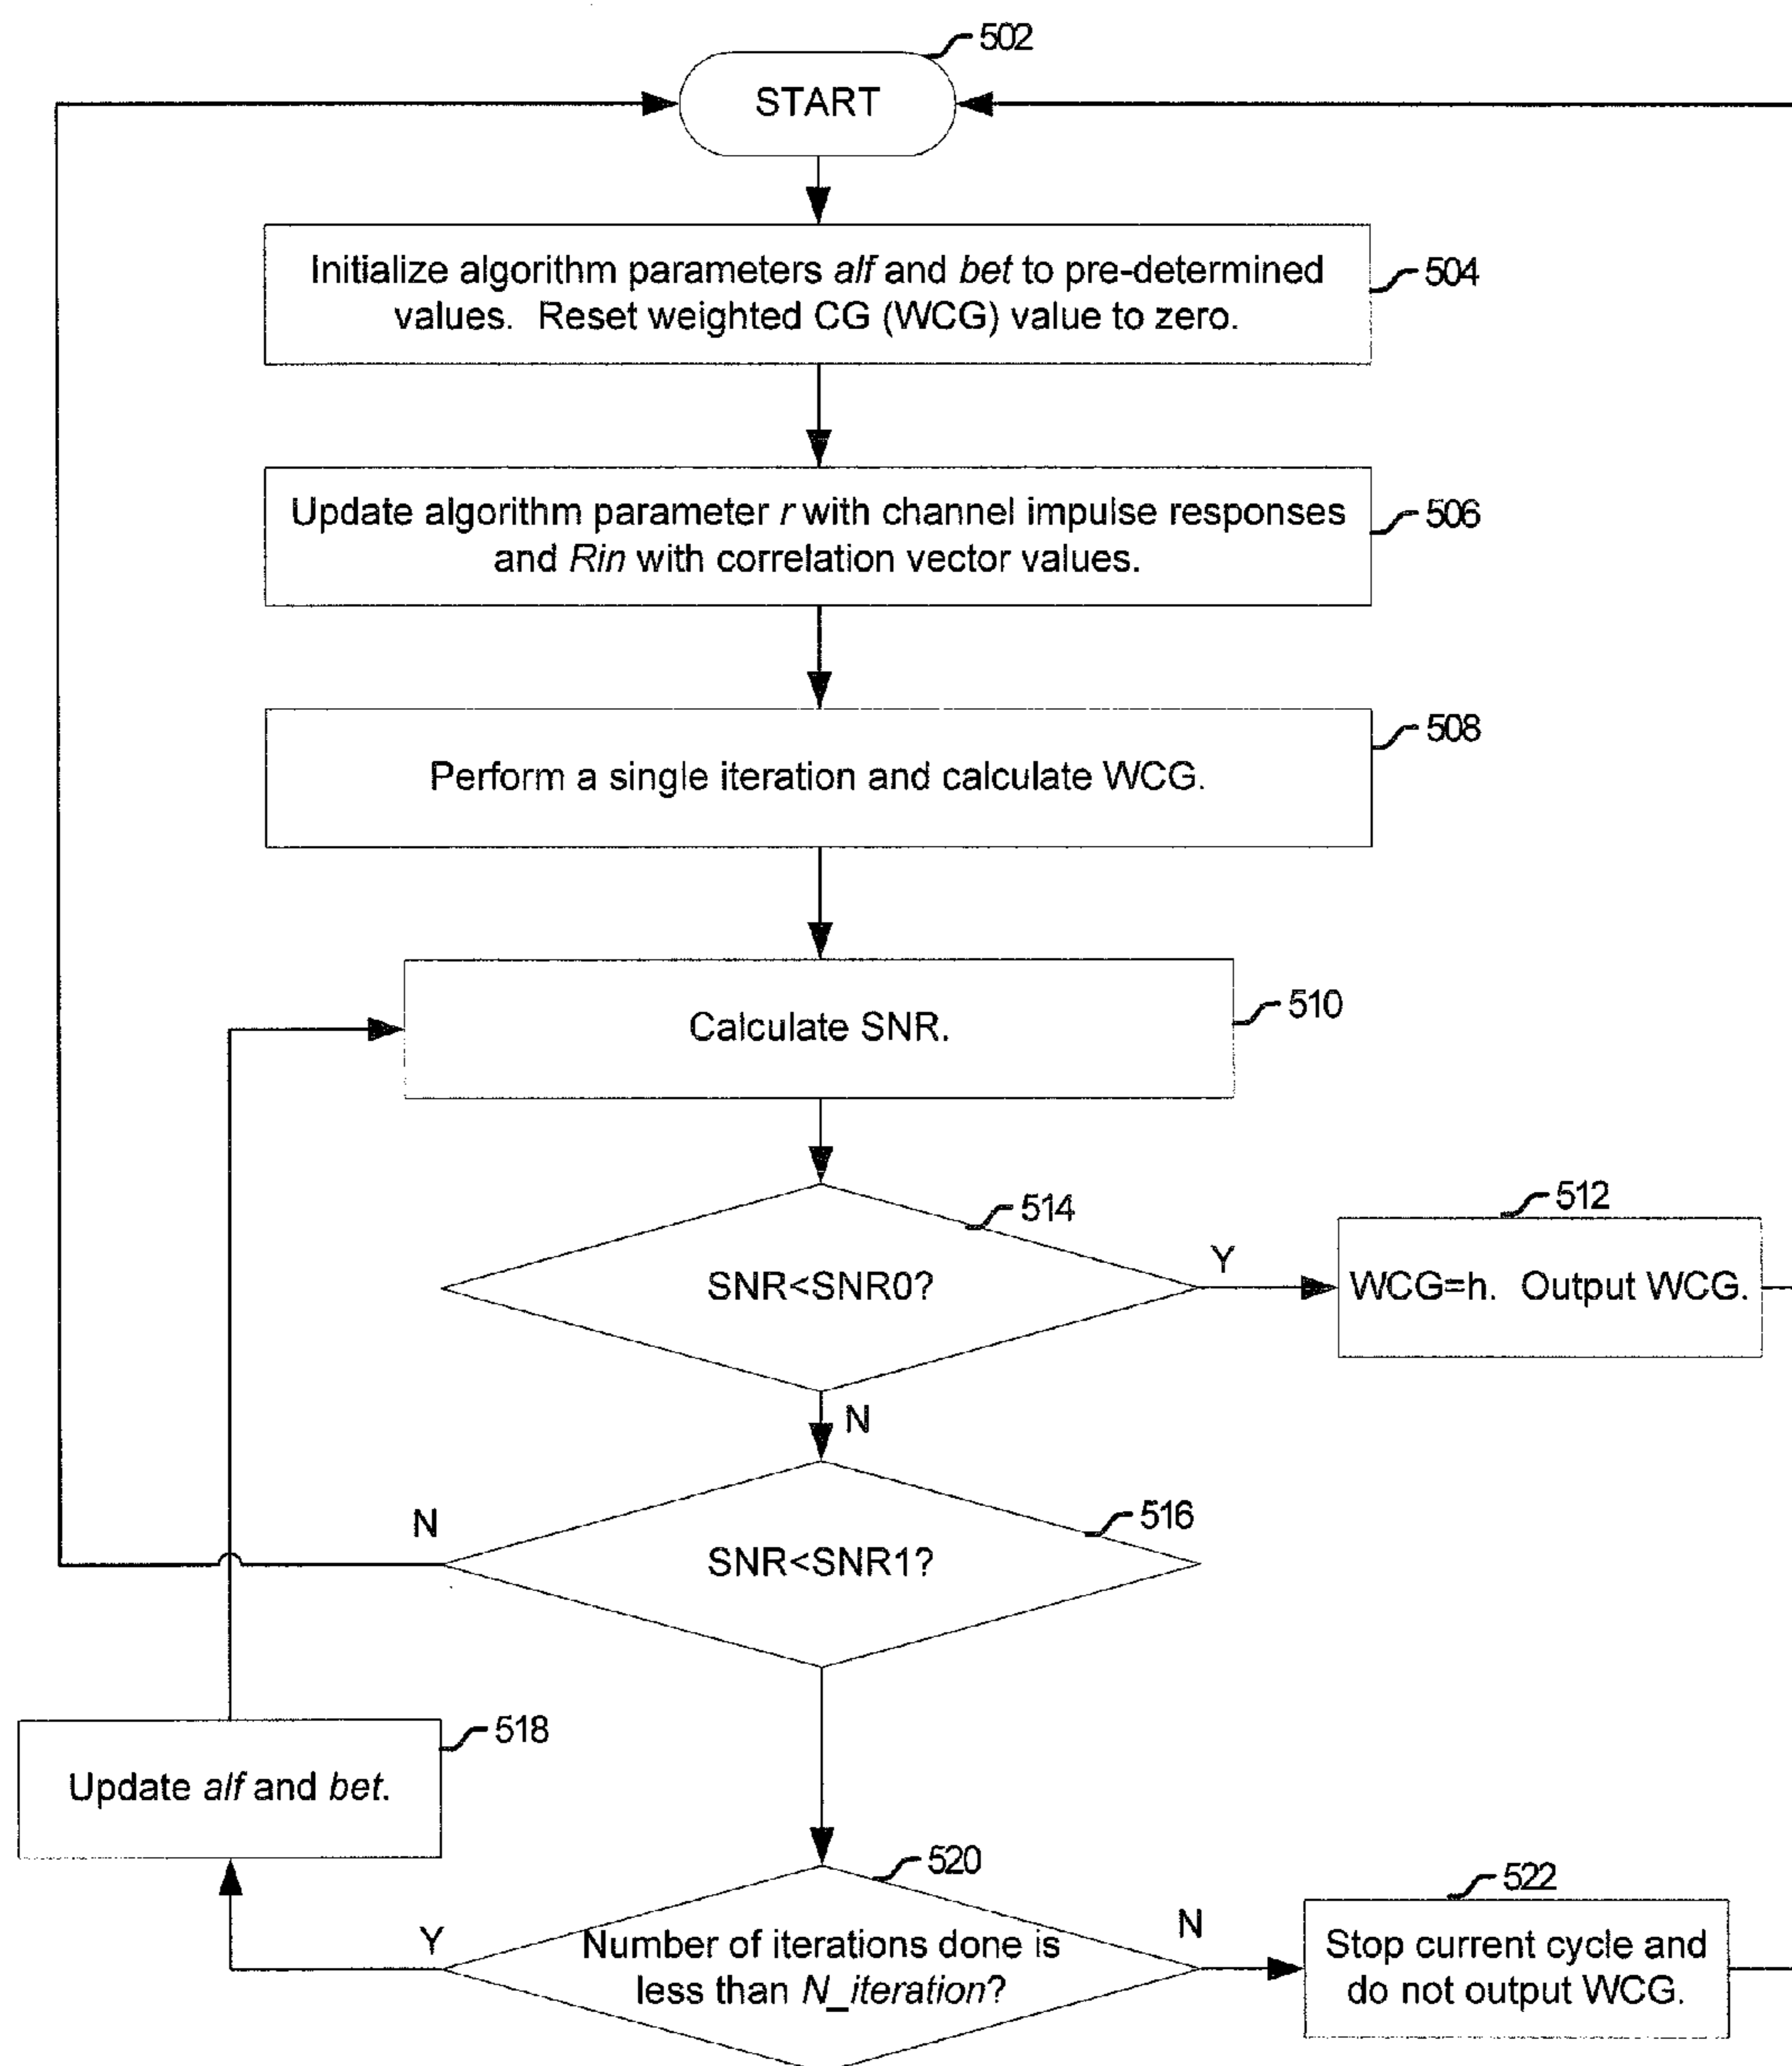 502
START
Initialize algorithm parameters alf and bet to pre-determined
values. Reset weighted CG (WCG) value to zero.
504
Update algorithm parameter r with channel impulse responses
and Rin with correlation vector values.
506
508
Perform a single iteration and calculate WCG.
Calculate SNR.
510
514
SNR<SNR0?
Y
512
WCG=h. Output WCG.
N
N
516
SNR<SNR1?
518
Update alf and bet.
520
Y
Number of iterations done is
less than N_iteration?
N
522
Stop current cycle and
do not output WCG.